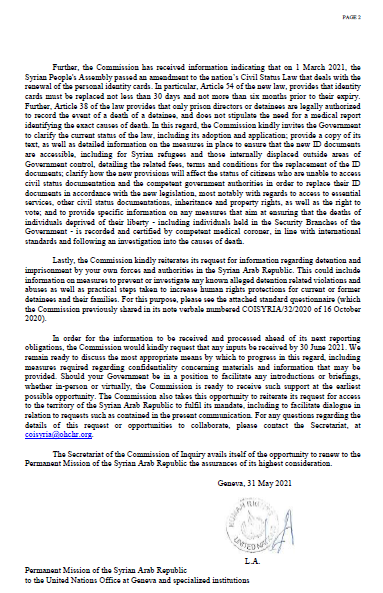 PAGE 2
Further, the Commission has received information indicating that on 1 March 2021, the
Syrian People's Assembly passed an amendment to the nation's Civil Status Law that deals with the
renewal of the personal identity cards. In particular, Article 54 of the new law, provides that identity
cards must be replaced not less than 30 days and not more than six months prior to their expiry.
Further, Article 38 of the law provides that only prison directors or detainees are legally authorized
to record the event of a death of a detainee, and does not stipulate the need for a medical report
identifying the exact causes of death. In this regard, the Commission kindly invites the Government
to clarify the current status of the law, including its adoption and application; provide a copy of its
text, as well as detailed information on the measures in place to ensure that the new ID documents
are accessible, including for Syrian refugees and those internally displaced outside areas of
Government control, detailing the related fees, terms and conditions for the replacement of the ID
documents; clarify how the new provisions will affect the status of citizens who are unable to access
civil status documentation and the competent government authorities in order to replace their ID
documents in accordance with the new legislation, most notably with regards to access to essential
services, other civil status documentations, inheritance and property rights, as well as the right to
vote; and to provide specific information on any measures that aim at ensuring that the deaths of
individuals deprived of their liberty - including individuals held in the Security Branches of the
Government - is recorded and certified by competent medical coroner, in line with international
standards and following an investigation into the causes of death.
Lastly, the Commission kindly reiterates its request for information regarding detention and
imprisonment by your own forces and authorities in the Syrian Arab Republic. This could include
information on measures to prevent or investigate any known alleged detention related violations and
abuses as well as practical steps taken to increase human rights protections for current or former
detainees and their families. For this purpose, please see the attached standard questionnaire (which
the Commission previously shared in its note verbale numbered COISYRIA/32/2020 of 16 October
2020).
In order for the information to be received and processed ahead of its next reporting
obligations, the Commission would kindly request that any inputs be received by 30 June 2021. We
remain ready to discuss the most appropriate means by which to progress in this regard, including
measures required regarding confidentiality concerning materials and information that may be
provided. Should your Government be in a position to facilitate any introductions or briefings,
whether in-person or virtually, the Commission is ready to receive such support at the earliest
possible opportunity. The Commission also takes this opportunity to reiterate its request for access
to the territory of the Syrian Arab Republic to fulfil its mandate, including to facilitate dialogue in
relation to requests such as contained in the present communication. For any questions regarding the
details of this request or opportunities to collaborate, please contact the Secretariat, at
coisyria@ohchr.org.
The Secretariat of the Commission of Inquiry avails itself of the opportunity to renew to the
Permanent Mission of the Syrian Arab Republic the assurances of its highest consideration.
Geneva, 31 May 2021
L.A.
Permanent Mission of the Syrian Arab Republic
to the United Nations Office at Geneva and specialized institutions